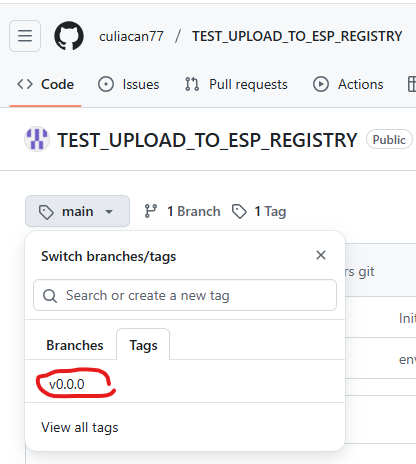 culiacan77 / TEST_UPLOAD_TO_ESP_REGISTRY
Code Issues Pull requests Actions
TEST_UPLOAD_TO_ESP_REGISTRY Public
main 1 Branch 1 Tag
Switch branches/tags
rs git
Search or create a new tag
Init
Branches Tags
env
v0.0.0
View all tags